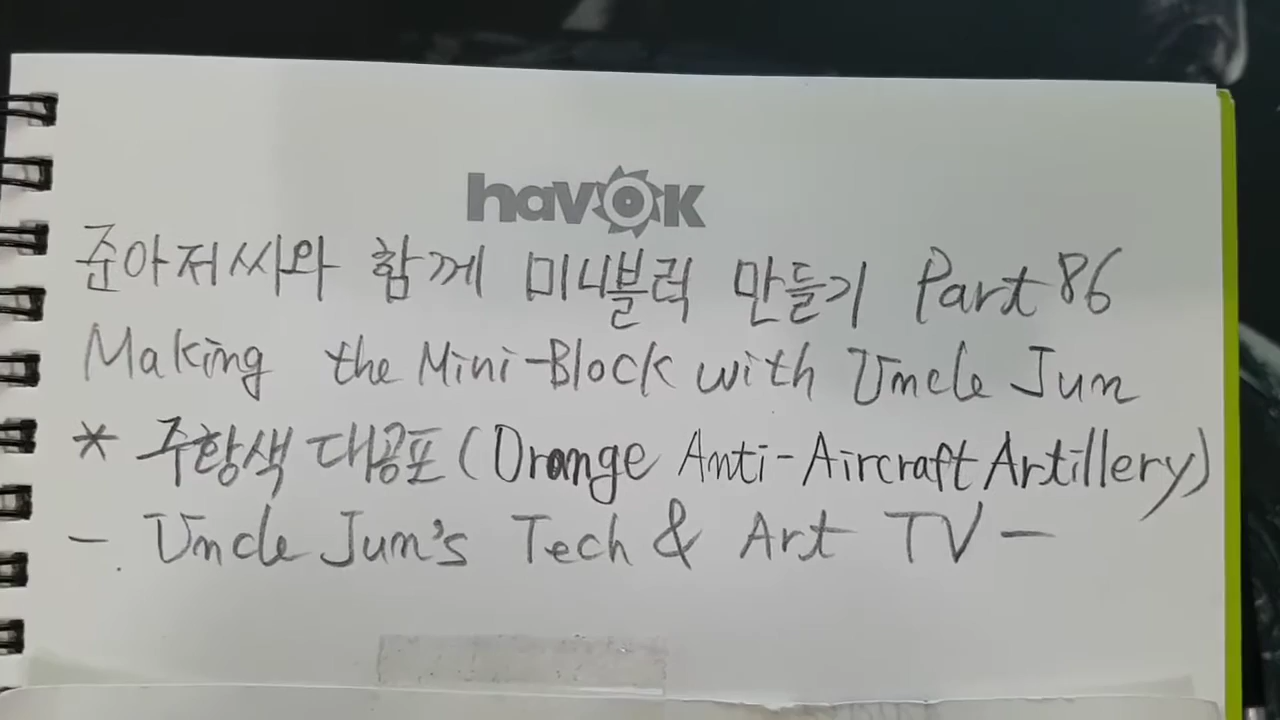 havok
준아저씨와 함께 미니블럭 만들기 Part 86
Making the Mini-Block with Uncle Jun
* 주황색 대공포 (Orange Anti-Aircraft Artillery)
- Uncle Jun's Tech & Art TV -